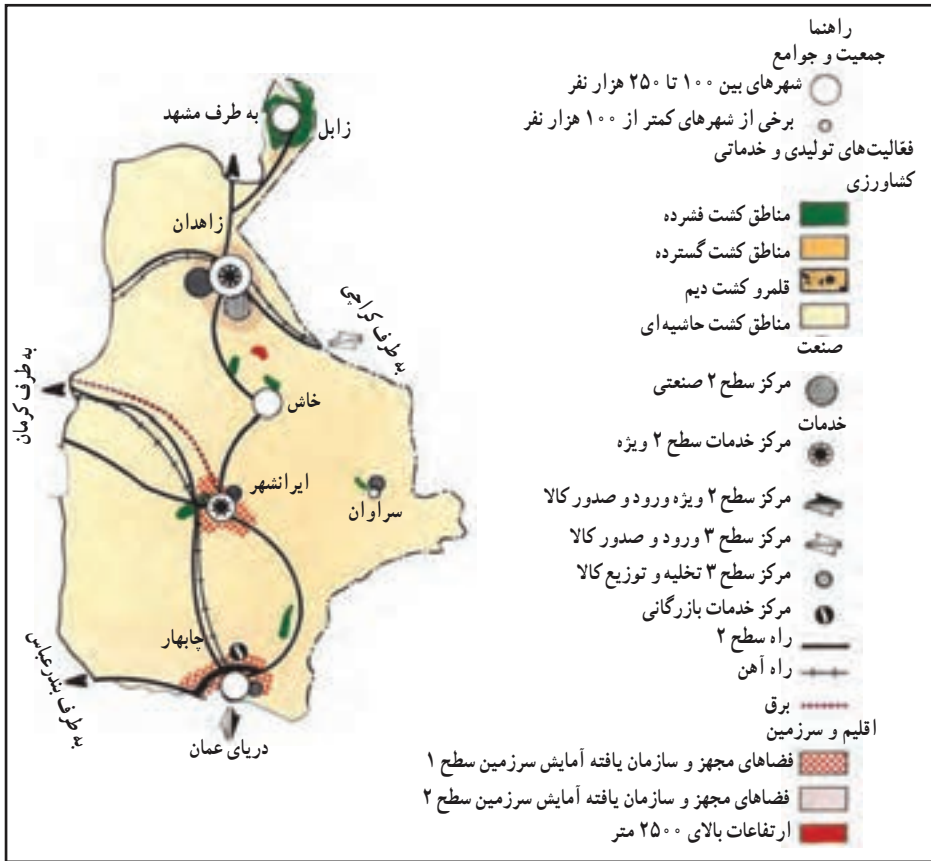 راهنما
جمعیت و جوامع
شهرهای بین ۱۰۰ تا ۲۵۰ هزار نفر
برخی از شهرهای کمتر از ۱۰۰ هزار نفر
فعّالیت‌های تولیدی و خدماتی
کشاورزی
مناطق کشت فشرده
مناطق کشت گسترده
قلمرو کشت دیم
مناطق کشت حاشیه‌ای
صنعت
مرکز سطح ۲ صنعتی
خدمات
مرکز خدمات سطح ۲ ویژه
مرکز سطح ۲ ویژه ورود و صدور کالا
مرکز سطح ۳ ورود و صدور کالا
مرکز سطح ۳ تخلیه و توزیع کالا
مرکز خدمات بازرگانی
راه سطح ۲
راه آهن
برق
اقلیم و سرزمین
فضاهای مجهز و سازمان یافته آمایش سرزمین سطح ۱
فضاهای مجهز و سازمان یافته آمایش سرزمین سطح ۲
ارتفاعات بالای ۲۵۰۰ متر
به طرف مشهد
زابل
زاهدان
به طرف کراچی
به طرف کرمان
خاش
ایرانشهر
سراوان
چابهار
به طرف بندرعباس
دریای عمان